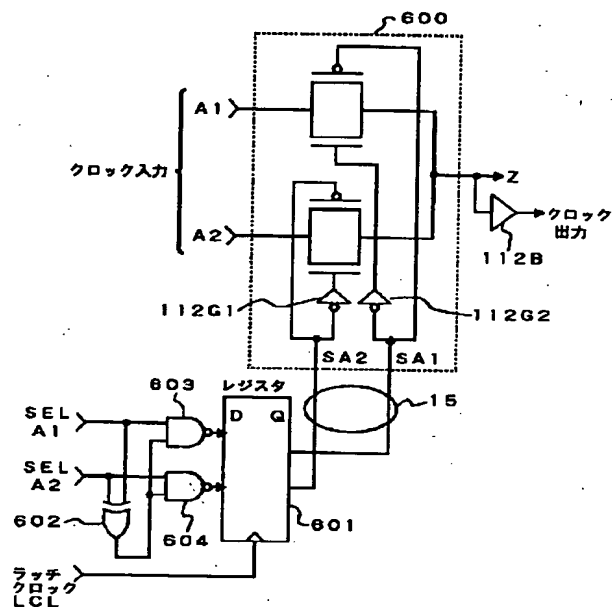 600
A1
クロック入力
A2
Z
クロック
出力
112B
112G1
112G2
SA2
SA1
15
603
レジスタ
SEL
A1
D
Q
SEL
A2
602
604
601
ラッチ
クロック
LCL